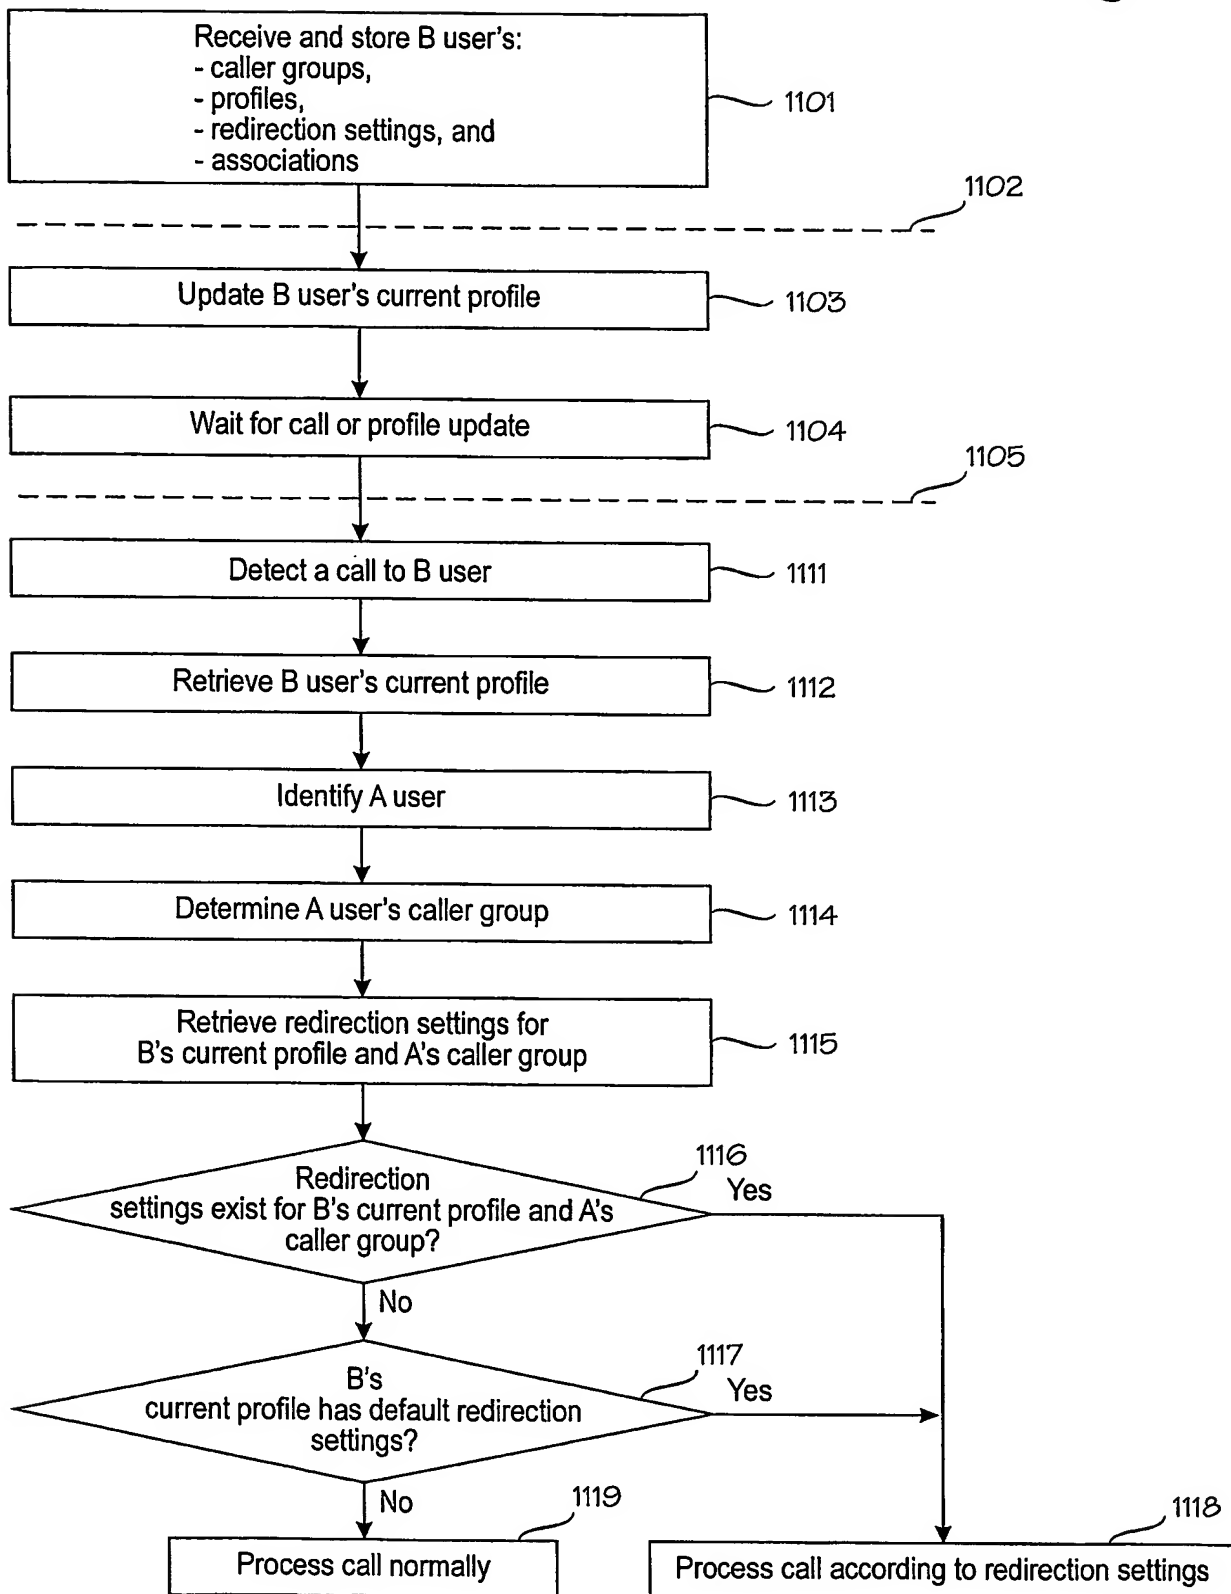 Receive and store B user's:
- caller groups,
- profiles,
- redirection settings, and
- associations
1101
1102
Update B user's current profile
1103
Wait for call or profile update
1104
1105
Detect a call to B user
1111
Retrieve B user's current profile
1112
Identify A user
1113
Determine A user's caller group
1114
Retrieve redirection settings for
B's current profile and A's caller group
1115
Redirection
settings exist for B's current profile and A's
caller group?
1116
Yes
No
B's
current profile has default redirection
settings?
1117
Yes
No
1119
Process call normally
1118
Process call according to redirection settings